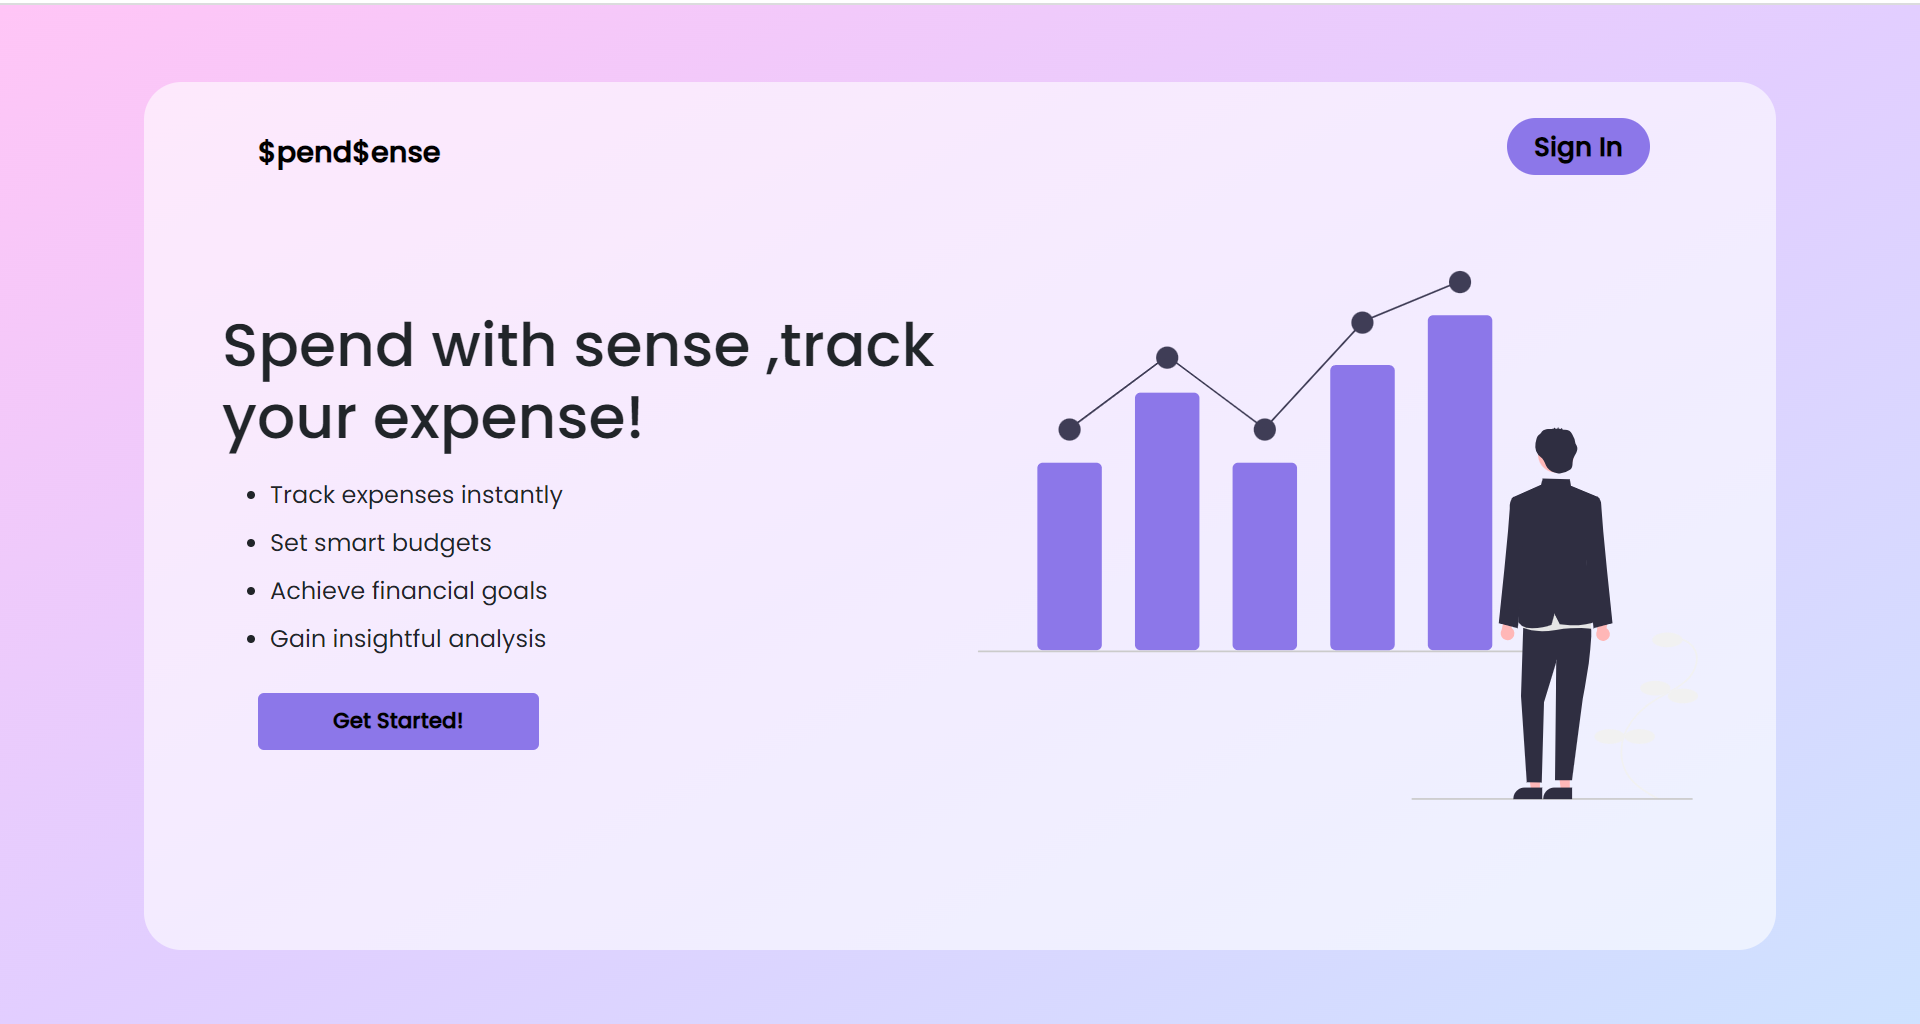 $pend$ense
Sign In
Spend with sense ,track
your expense!
Track expenses instantly
Set smart budgets
Achieve financial goals
Gain insightful analysis
Get Started!